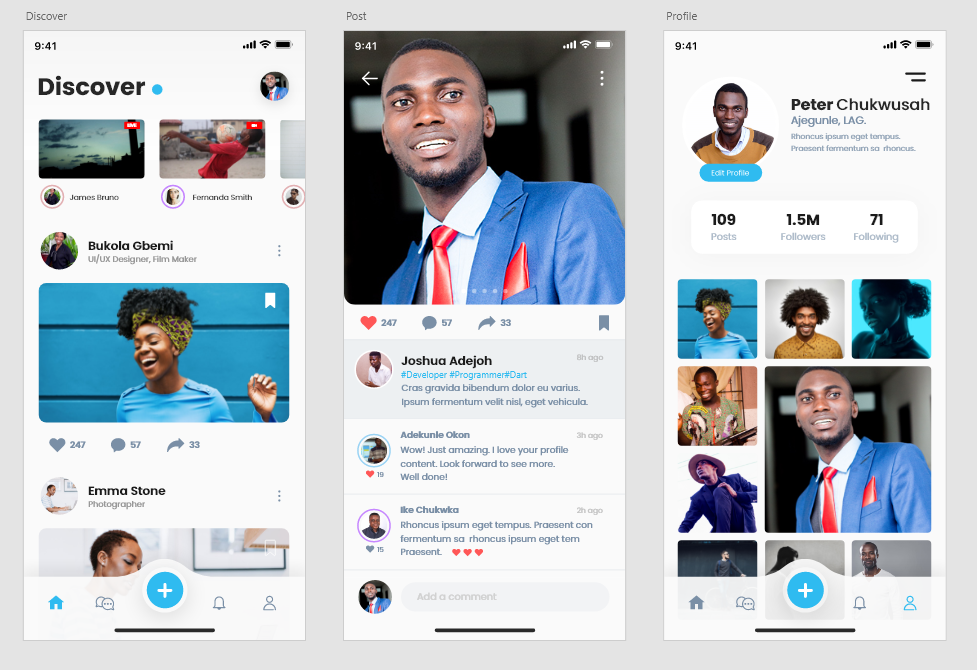 Discover
9:41
Discover
LIVE
James Bruno
Fernanda Smith
Bukola Gbemi
UI/UX Designer, Film Maker
247
57
33
Emma Stone
Photographer
Post
9:41
247
57
33
Joshua Adejoh
8h ago
#Developer #Programmer#Dart
Cras gravida bibendum dolor eu varius.
Ipsum fermentum velit nisl, eget vehicula.
Adekunle Okon
3h ago
Wow! Just amazing. I love your profile
content. Look forward to see more.
Well done!
19
Ike Chukwka
2h ago
Rhoncus ipsum eget tempus. Praesent con
fermentum sa rhoncus ipsum eget tem
Praesent.
15
Add a comment
Profile
9:41
Peter Chukwusah
Ajegunle, LAG.
Rhoncus ipsum eget tempus.
Praesent fermentum sa rhoncus.
Edit Profile
109
Posts
1.5M
Followers
71
Following